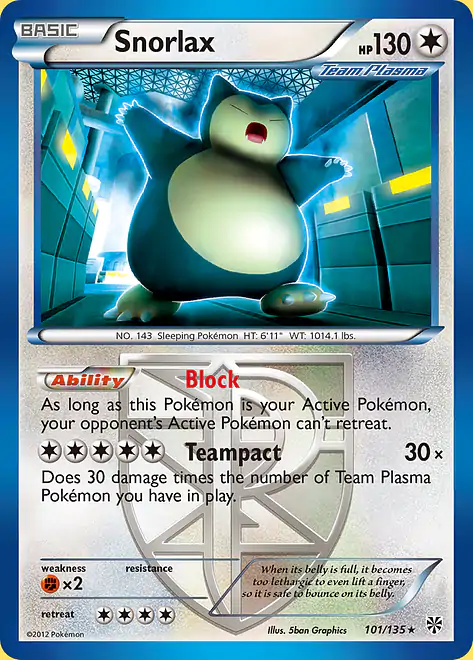 BASIC
Snorlax
HP130
Team Plasma
NO. 143 Sleeping Pokémon HT: 6'11" WT: 1014.1 lbs.
Ability Block
As long as this Pokémon is your Active Pokémon,
your opponent's Active Pokémon can't retreat.
Teampact 30×
Does 30 damage times the number of Team Plasma
Pokémon you have in play.
weakness resistance
×2
retreat
When its belly is full, it becomes
too lethargic to even lift a finger,
so it is safe to bounce on its belly.
©2012 Pokémon
Illus. 5ban Graphics
101/135★